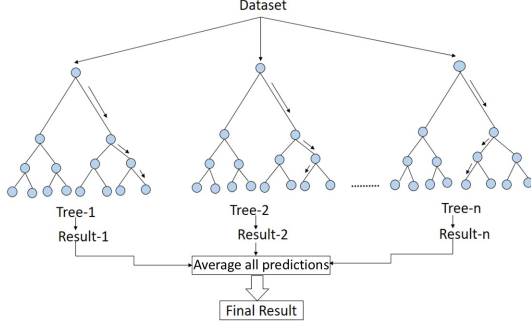 Dataset
Tree-1
Tree-2
Tree-n
Result-1
Result-2
Result-n
Average all predictions
Final Result